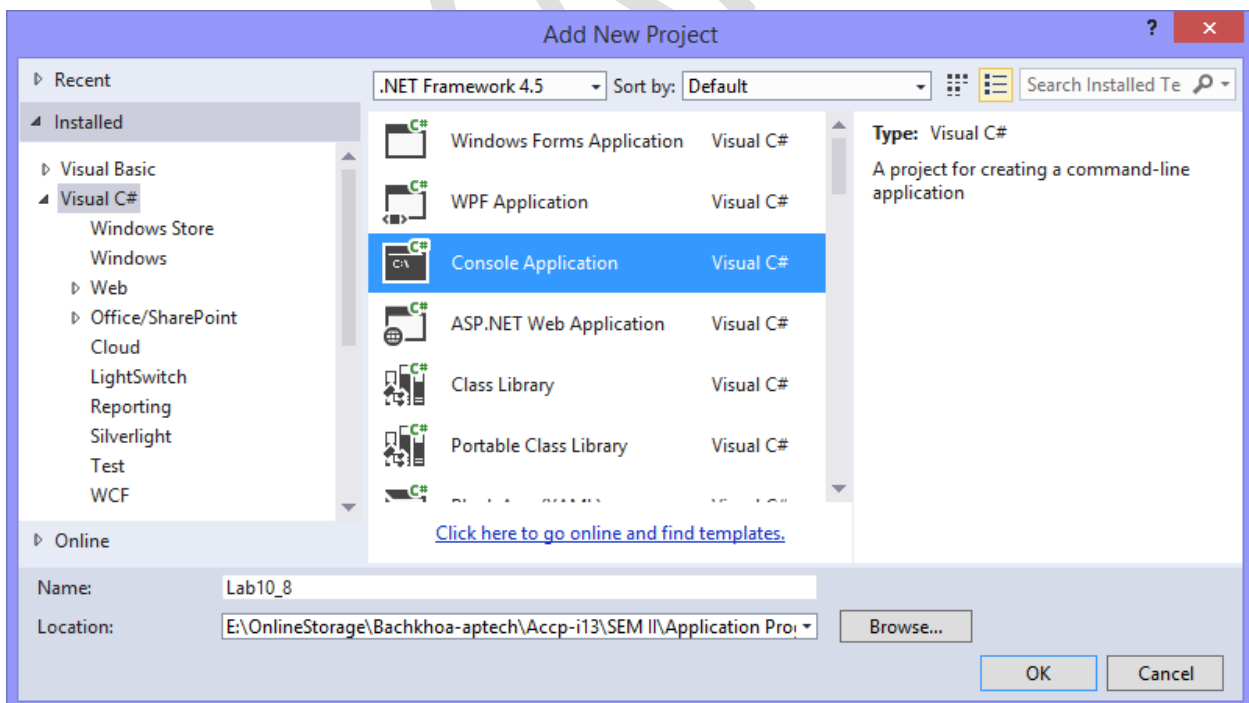 Add New Project
?
Recent
.NET Framework 4.5
Sort by:
Default
Search Installed Te
Installed
Visual Basic
Visual C#
Windows Store
Windows
Web
Office/SharePoint
Cloud
LightSwitch
Reporting
Silverlight
Test
WCF
Online
C# Windows Forms Application Visual C#
C# WPF Application Visual C#
C# C:\ Console Application Visual C#
C# ASP.NET Web Application Visual C#
C# Class Library Visual C#
C# Portable Class Library Visual C#
C#
Click here to go online and find templates.
Type: Visual C#
A project for creating a command-line
application
Name: Lab10_8
Location: E:\OnlineStorage\Bachkhoa-aptech\Accp-i13\SEM II\Application Pro
Browse...
OK
Cancel